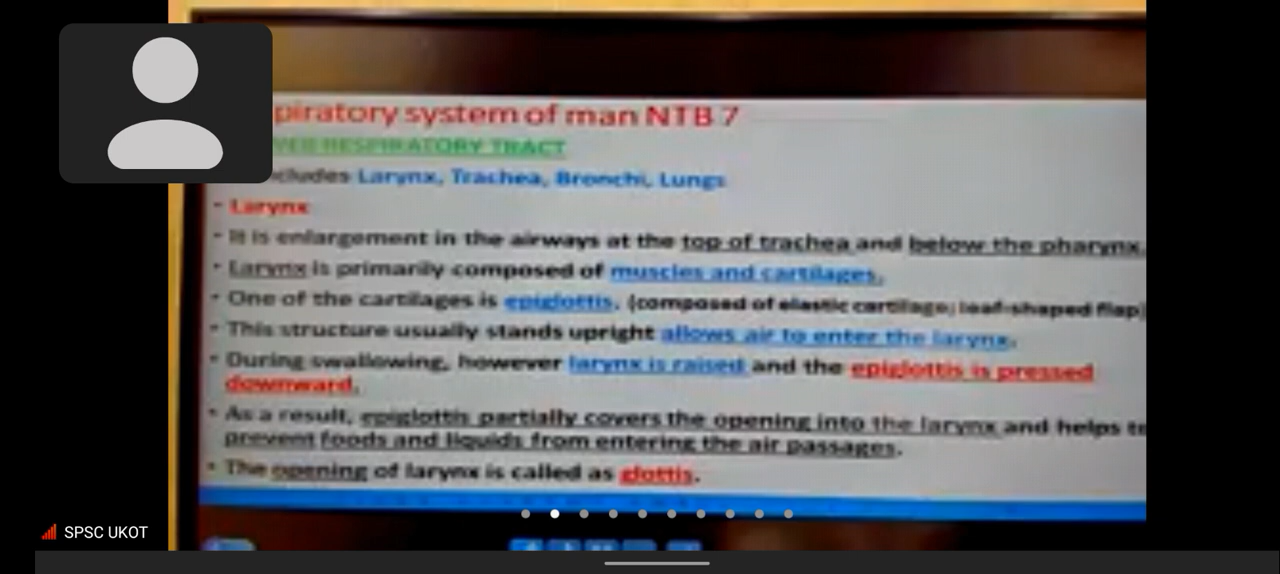 piratory system of man NTB 7
VER RESPIRATORY TRACT
cludes Larynx, Trachea, Bronchi, Lungs
• Larynx
• It is enlargement in the airways at the top of trachea and below the pharynx.
• Larynx is primarily composed of muscles and cartilages.
• One of the cartilages is epiglottis. (composed of elastic cartilage; leaf-shaped flap)
• This structure usually stands upright allows air to enter the larynx.
• During swallowing, however larynx is raised and the epiglottis is pressed
downward.
• As a result, epiglottis partially covers the opening into the larynx and helps to
prevent foods and liquids from entering the air passages.
• The opening of larynx is called as glottis.
SPSC UKOT